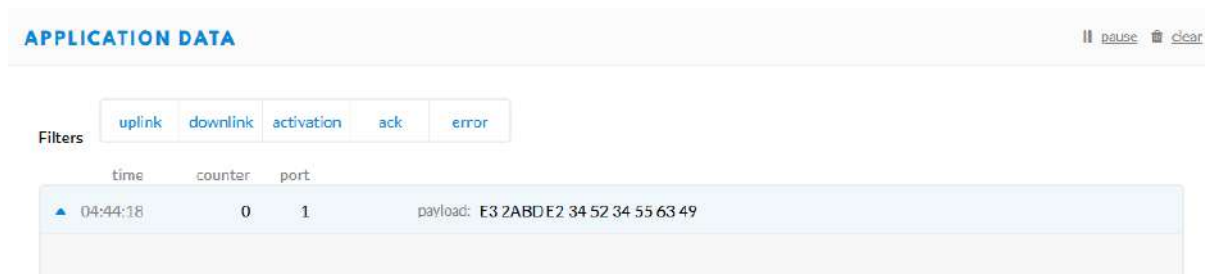 APPLICATION DATA pause clear
uplink downlink activation ack error
Filters
time counter port
04:44:18 0 1 payload: E3 2ABDE2 34 52 34 55 63 49